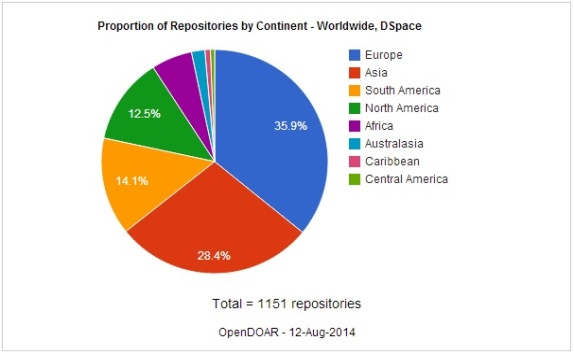 Proportion of Repositories by Continent - Worldwide, DSpace
Europe
Asia
South America
North America
Africa
Australasia
Caribbean
Central America
35.9%
12.5%
14.1%
28.4%
Total = 1151 repositories
OpenDOAR - 12-Aug-2014